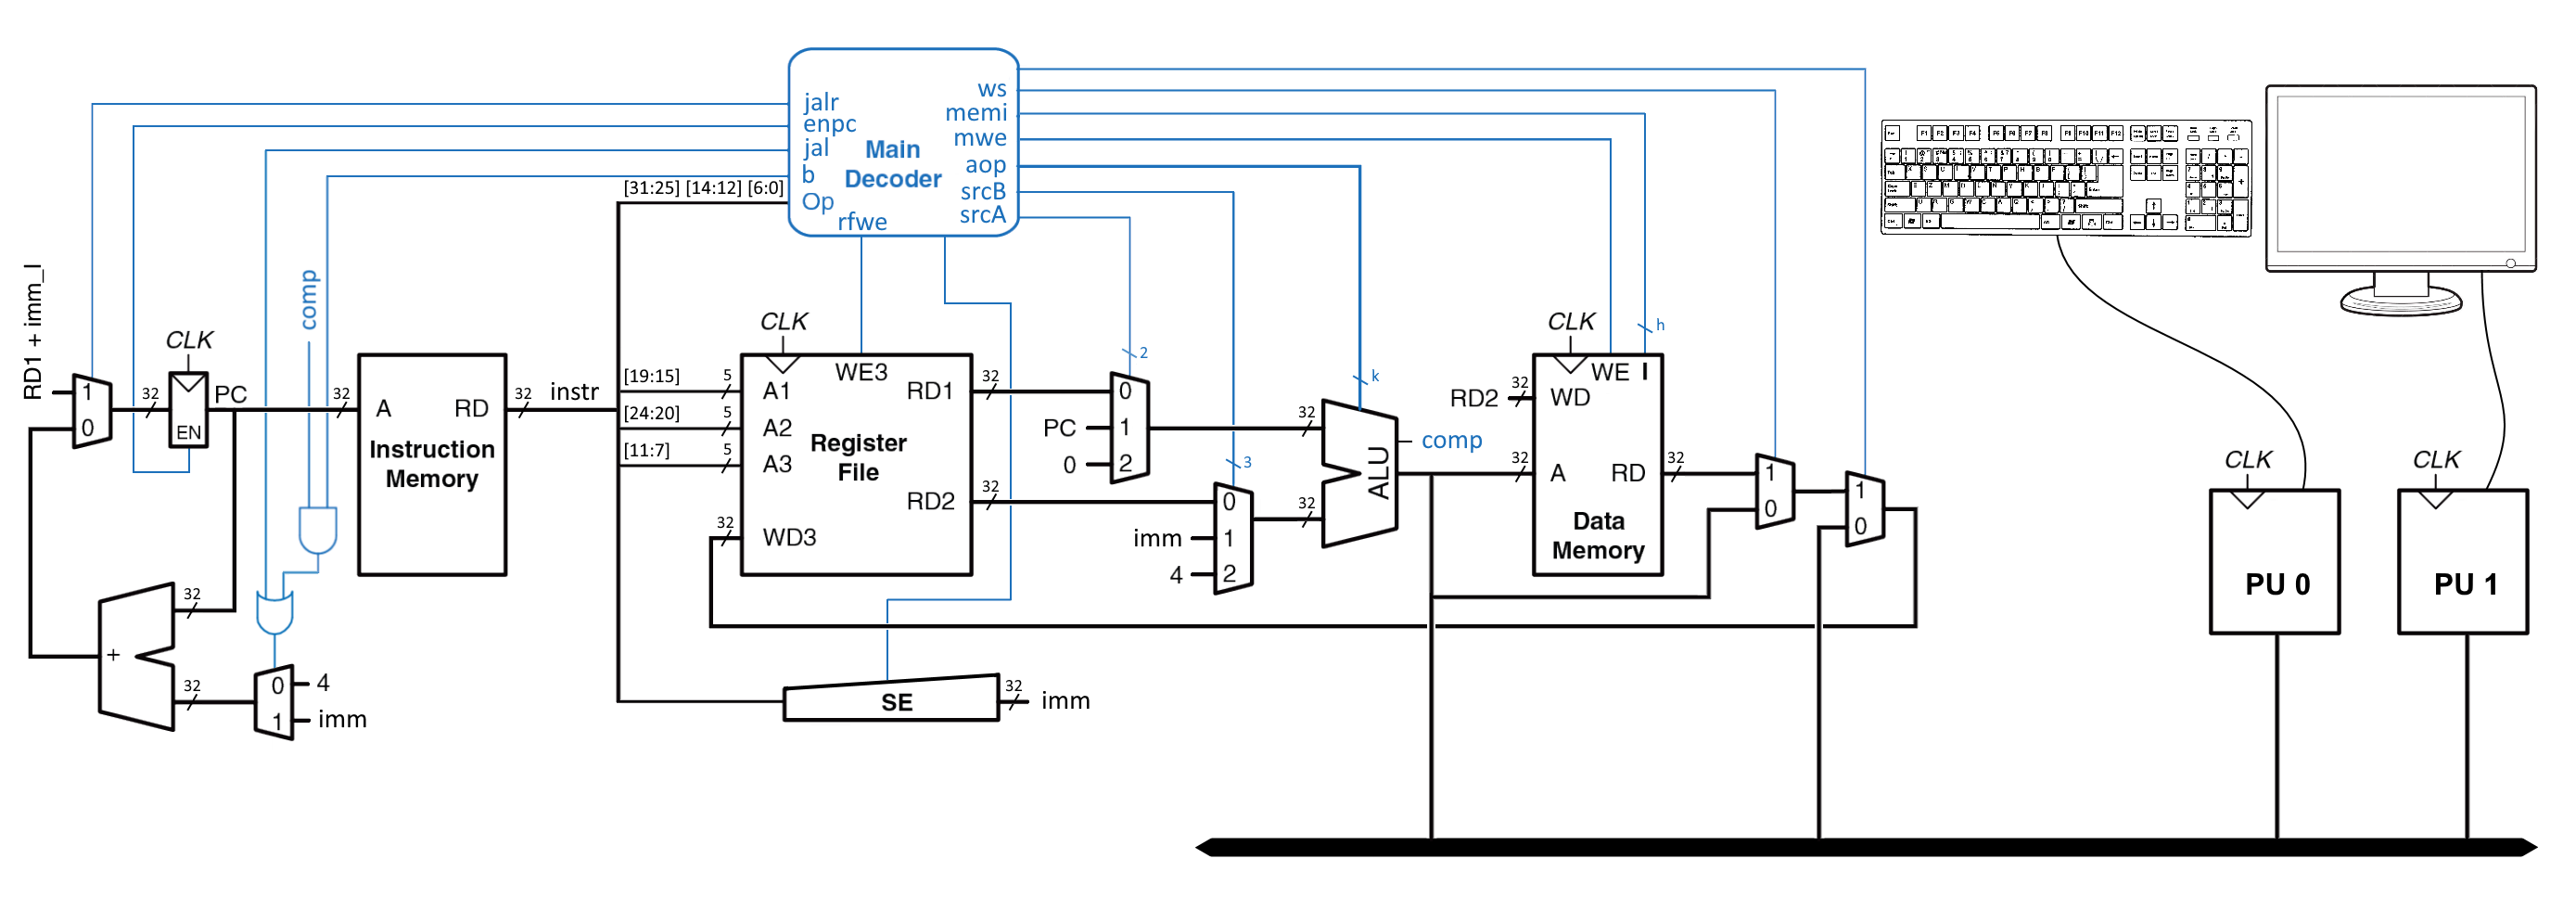 jalr
enpc
jal
b
Op
rfwe
Main
Decoder
ws
memi
mwe
aop
srcB
srcA
[31:25] [14:12] [6:0]
RD1 + imm_I
1
0
32
CLK
EN
PC
comp
32
A
RD
Instruction
Memory
32
instr
[19:15]
5
[24:20]
5
[11:7]
5
CLK
WE3
A1
A2
A3
RD1
Register
File
RD2
WD3
32
32
32
2
0
PC
1
0
2
3
0
imm
1
4
2
32
32
k
ALU
comp
32
CLK
h
WE I
RD2
32
WD
A
RD
Data
Memory
32
1
0
1
0
CLK
PU 0
CLK
PU 1
+
32
32
0
4
1
imm
SE
32
imm